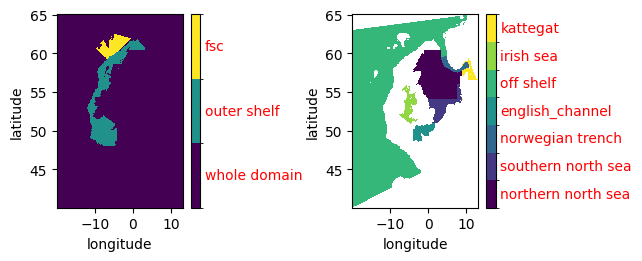 65
60
55
50
45
−10
0
10
latitude
longitude
fsc
outer shelf
whole domain
65
60
55
50
45
−10
0
10
latitude
longitude
kattegat
irish sea
off shelf
english_channel
norwegian trench
southern north sea
northern north sea